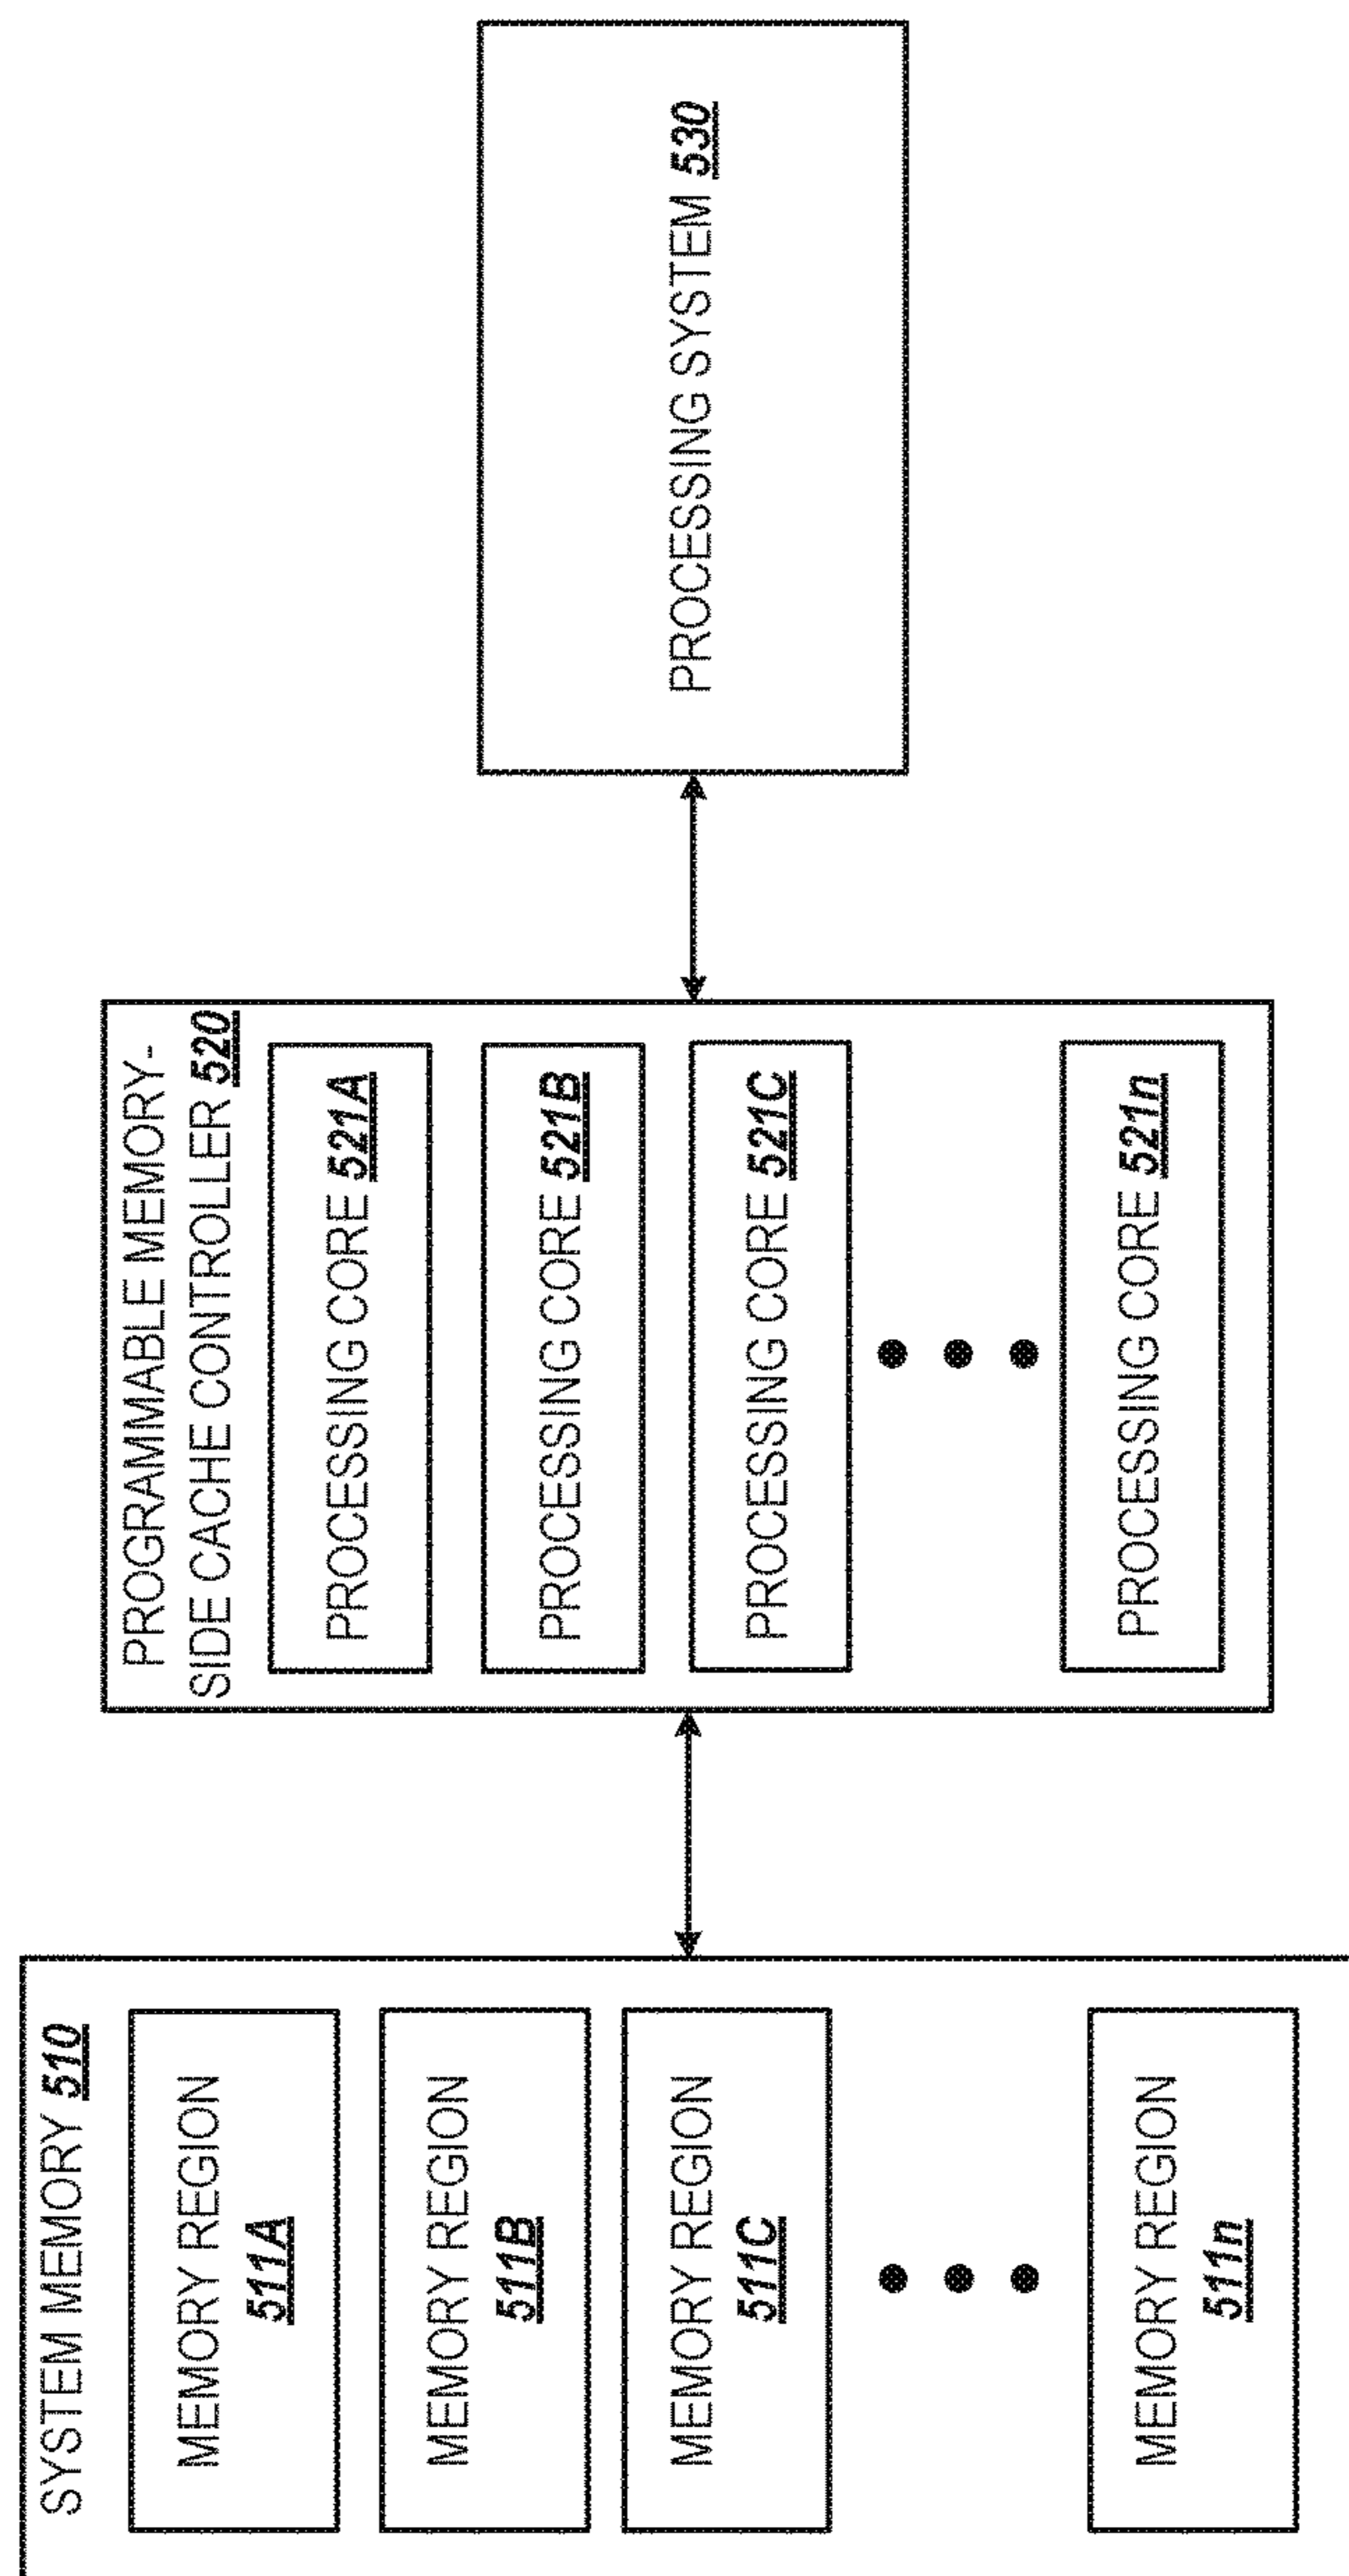 SYSTEM MEMORY 510
MEMORY REGION
511A
MEMORY REGION
511B
MEMORY REGION
511C
MEMORY REGION
511n
PROGRAMMABLE MEMORY-
SIDE CACHE CONTROLLER 520
PROCESSING CORE 521A
PROCESSING CORE 521B
PROCESSING CORE 521C
PROCESSING CORE 521n
PROCESSING SYSTEM 530